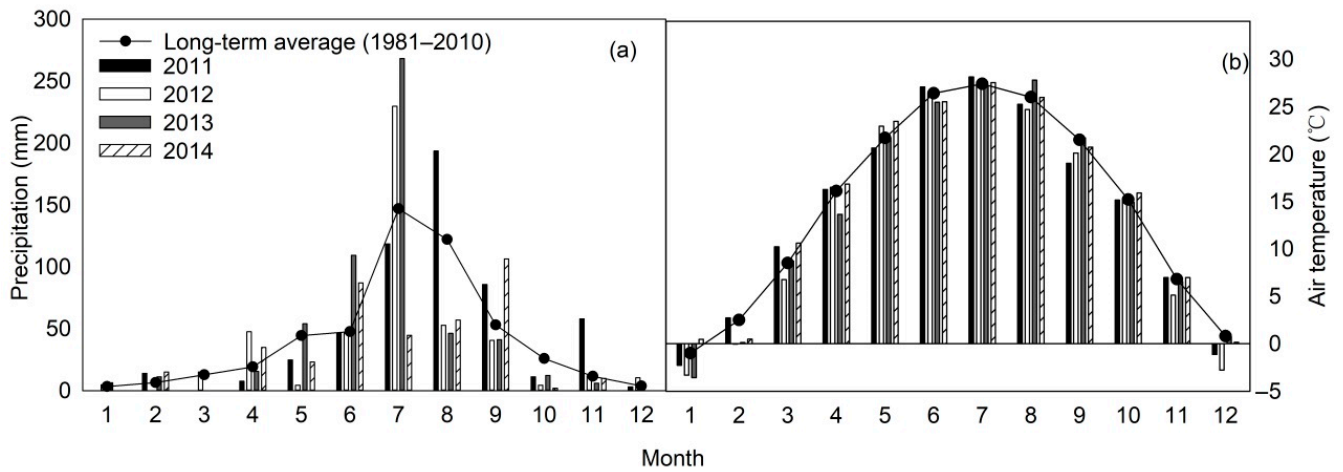 300
250
200
150
100
50
0
Precipitation (mm)
Long-term average (1981–2010)
2011
2012
2013
2014
(a)
1 2 3 4 5 6 7 8 9 10 11 12
(b)
30
25
20
15
10
5
0
–5
Air temperature (℃)
1 2 3 4 5 6 7 8 9 10 11 12
Month